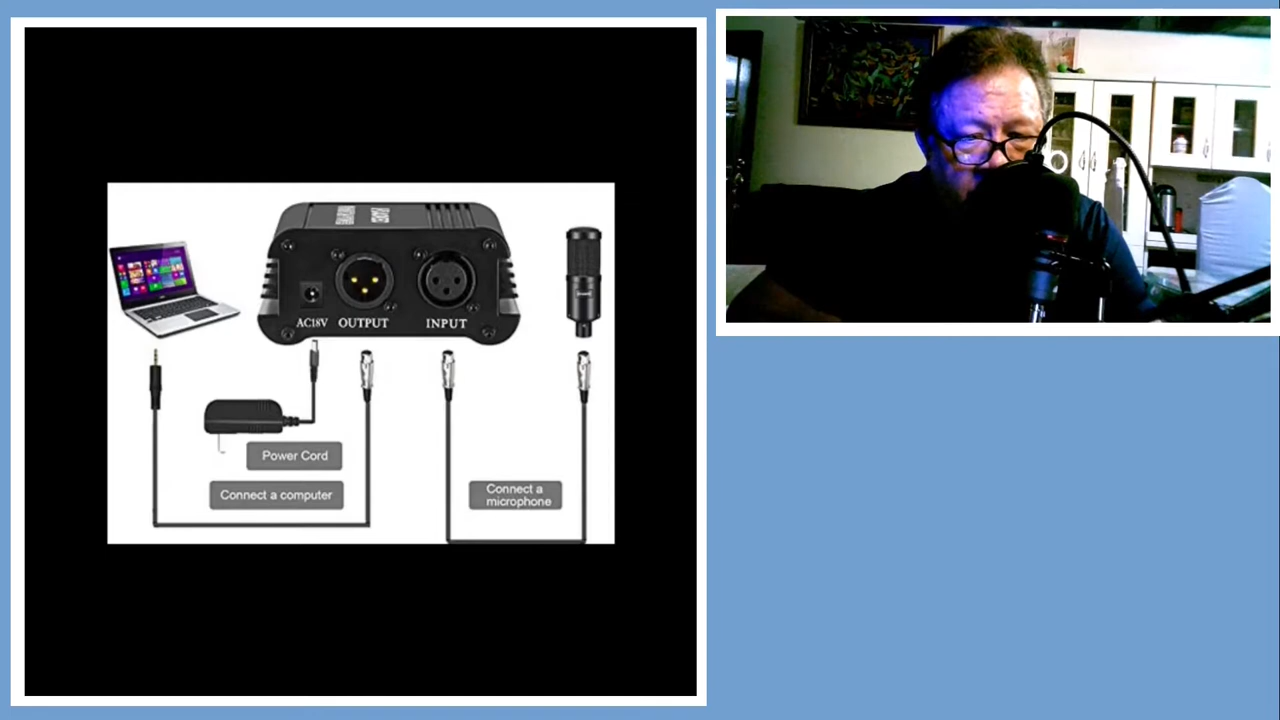 AC18V OUTPUT INPUT
Power Cord
Connect a computer
Connect a
microphone